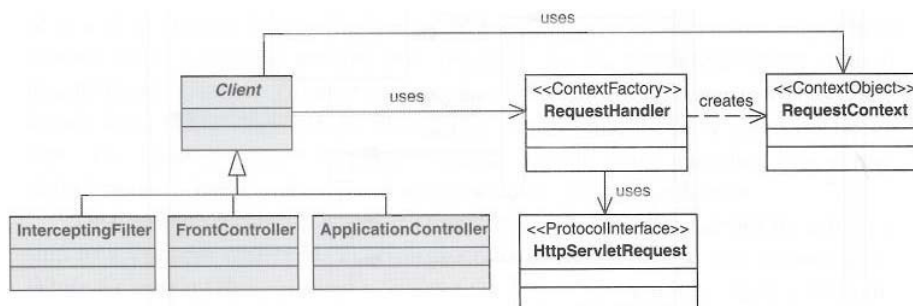 uses
Client
uses
<<ContextFactory>>
RequestHandler
creates
<<ContextObject>>
RequestContext
uses
InterceptingFilter
FrontController
ApplicationController
<<ProtocolInterface>>
HttpServletRequest